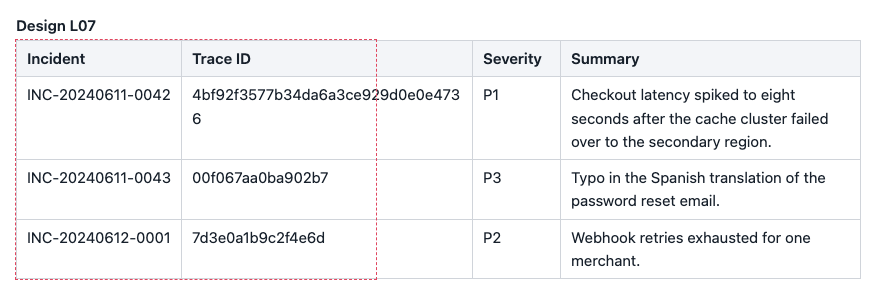 Design L07
Incident Trace ID Severity Summary
INC-20240611-0042 4bf92f3577b34da6a3ce929d0e0e473 P1 Checkout latency spiked to eight
6 seconds after the cache cluster failed
over to the secondary region.
INC-20240611-0043 00f067aa0ba902b7 P3 Typo in the Spanish translation of the
password reset email.
INC-20240612-0001 7d3e0a1b9c2f4e6d P2 Webhook retries exhausted for one
merchant.